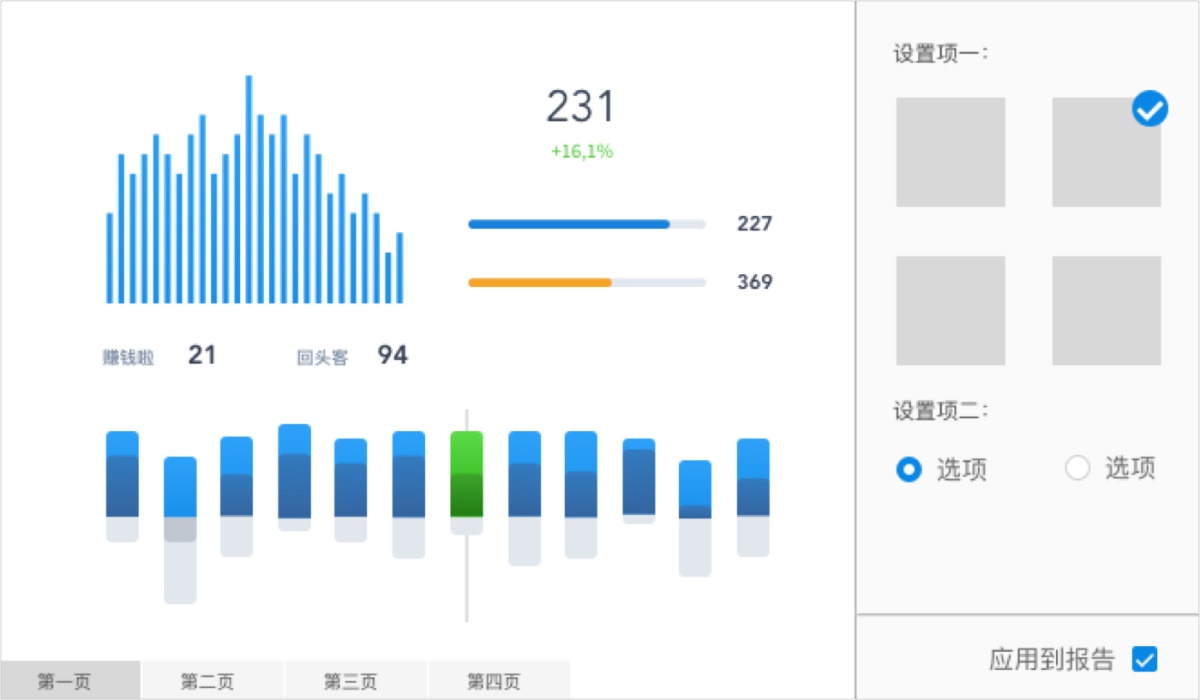 231
+16,1%
227
369
赚钱啦 21 回头客 94
第一页 第二页 第三页 第四页
设置项一：
设置项二：
选项 选项
应用到报告